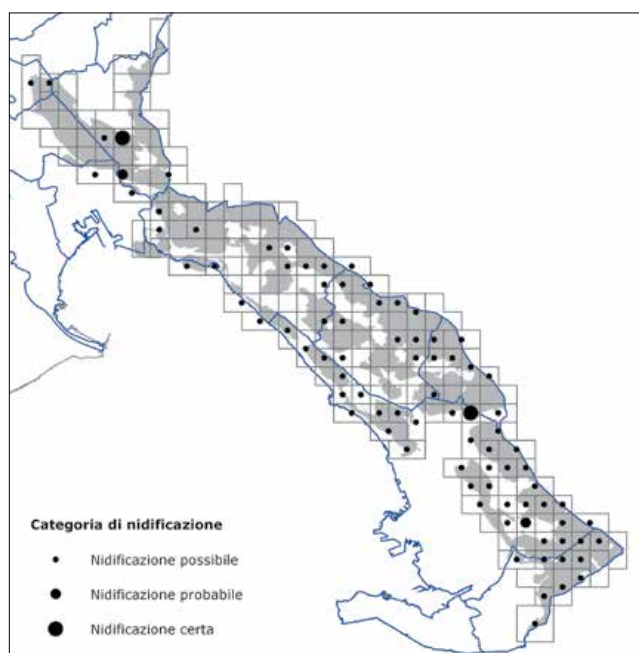 Categoria di nidificazione
Nidificazione possibile
Nidificazione probabile
Nidificazione certa